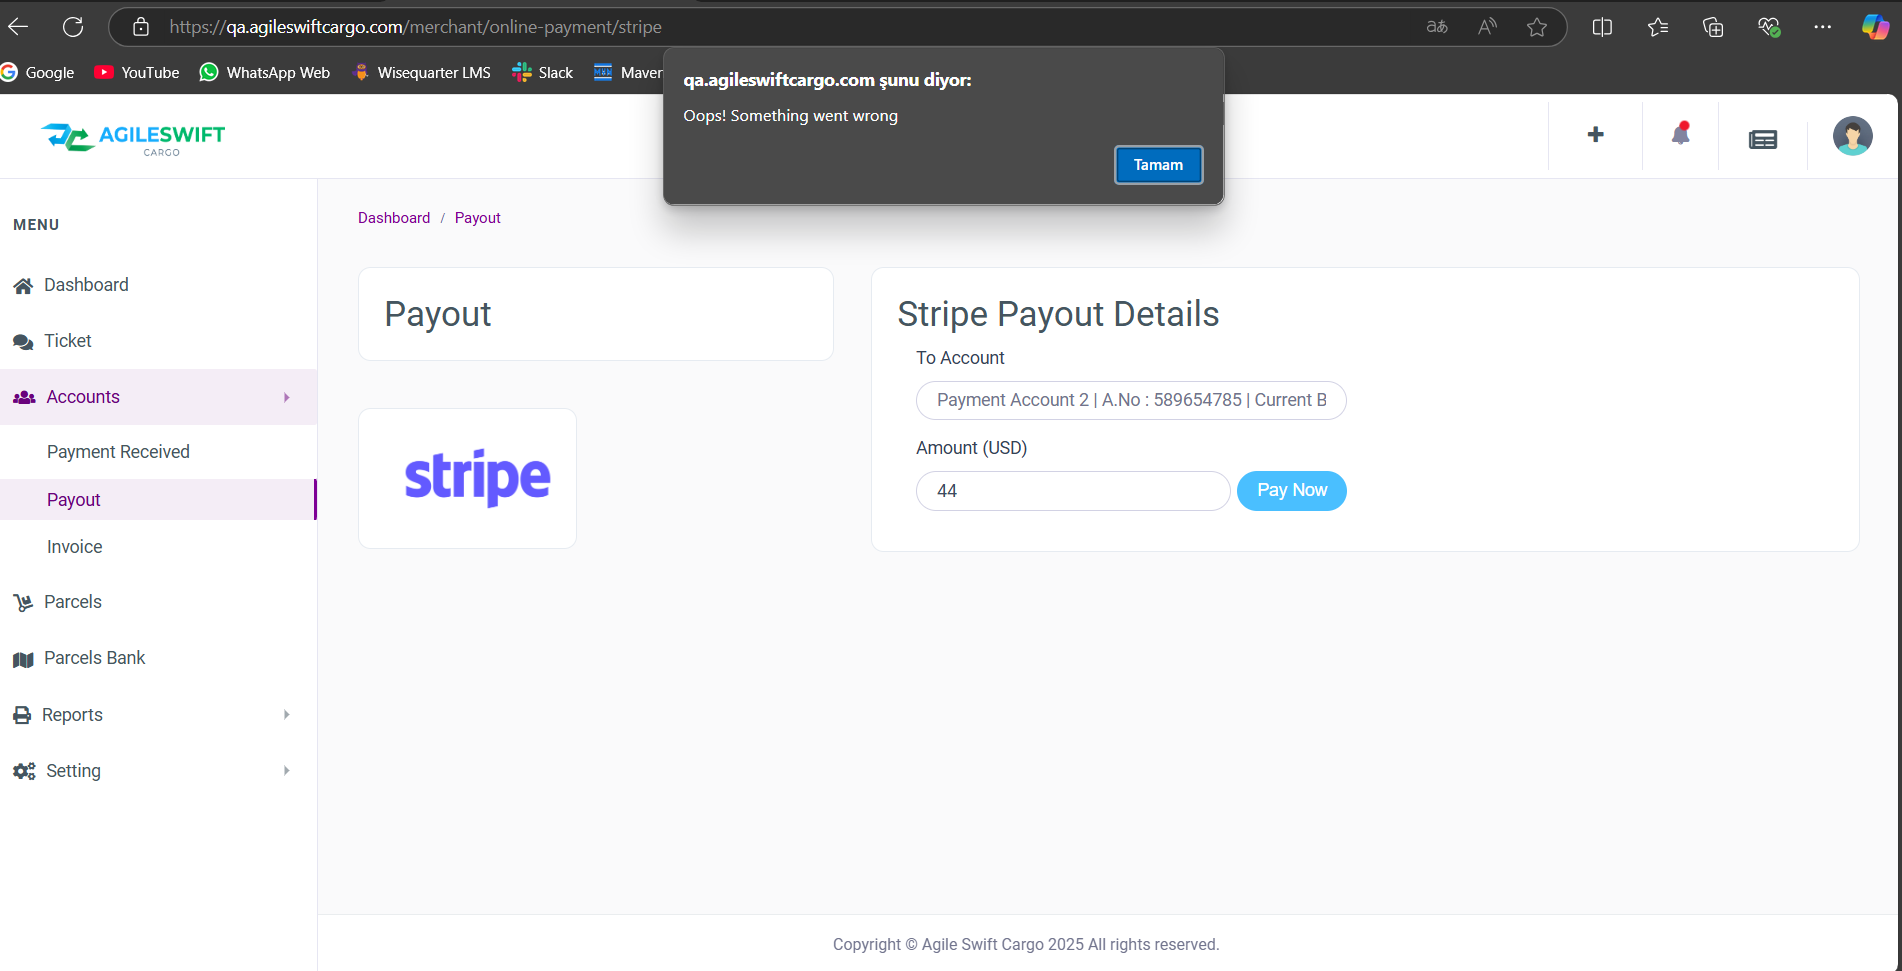 https://qa.agileswiftcargo.com/merchant/online-payment/stripe
Google YouTube WhatsApp Web Wisequarter LMS Slack Maver
qa.agileswiftcargo.com şunu diyor:
Oops! Something went wrong
Tamam
AGILESWIFT
CARGO
MENU
Dashboard
Ticket
Accounts
Payment Received
Payout
Invoice
Parcels
Parcels Bank
Reports
Setting
Dashboard / Payout
Payout
stripe
Stripe Payout Details
To Account
Payment Account 2 | A.No : 589654785 | Current B
Amount (USD)
44
Pay Now
Copyright © Agile Swift Cargo 2025 All rights reserved.